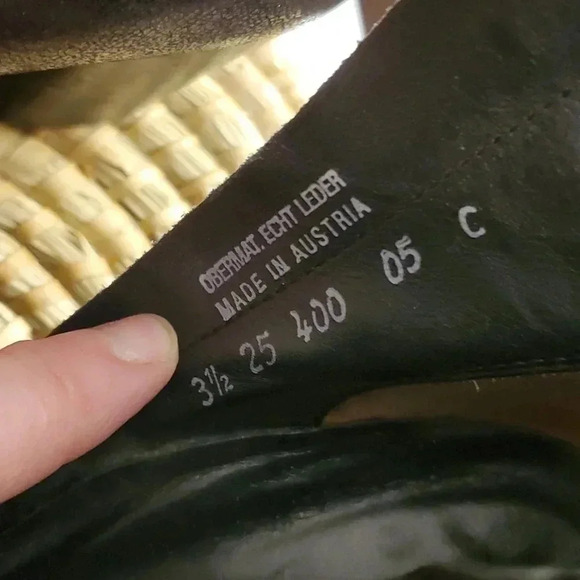 OBERMAT. ECHT LEDER
MADE IN AUSTRIA
3½ 25 400 05 C